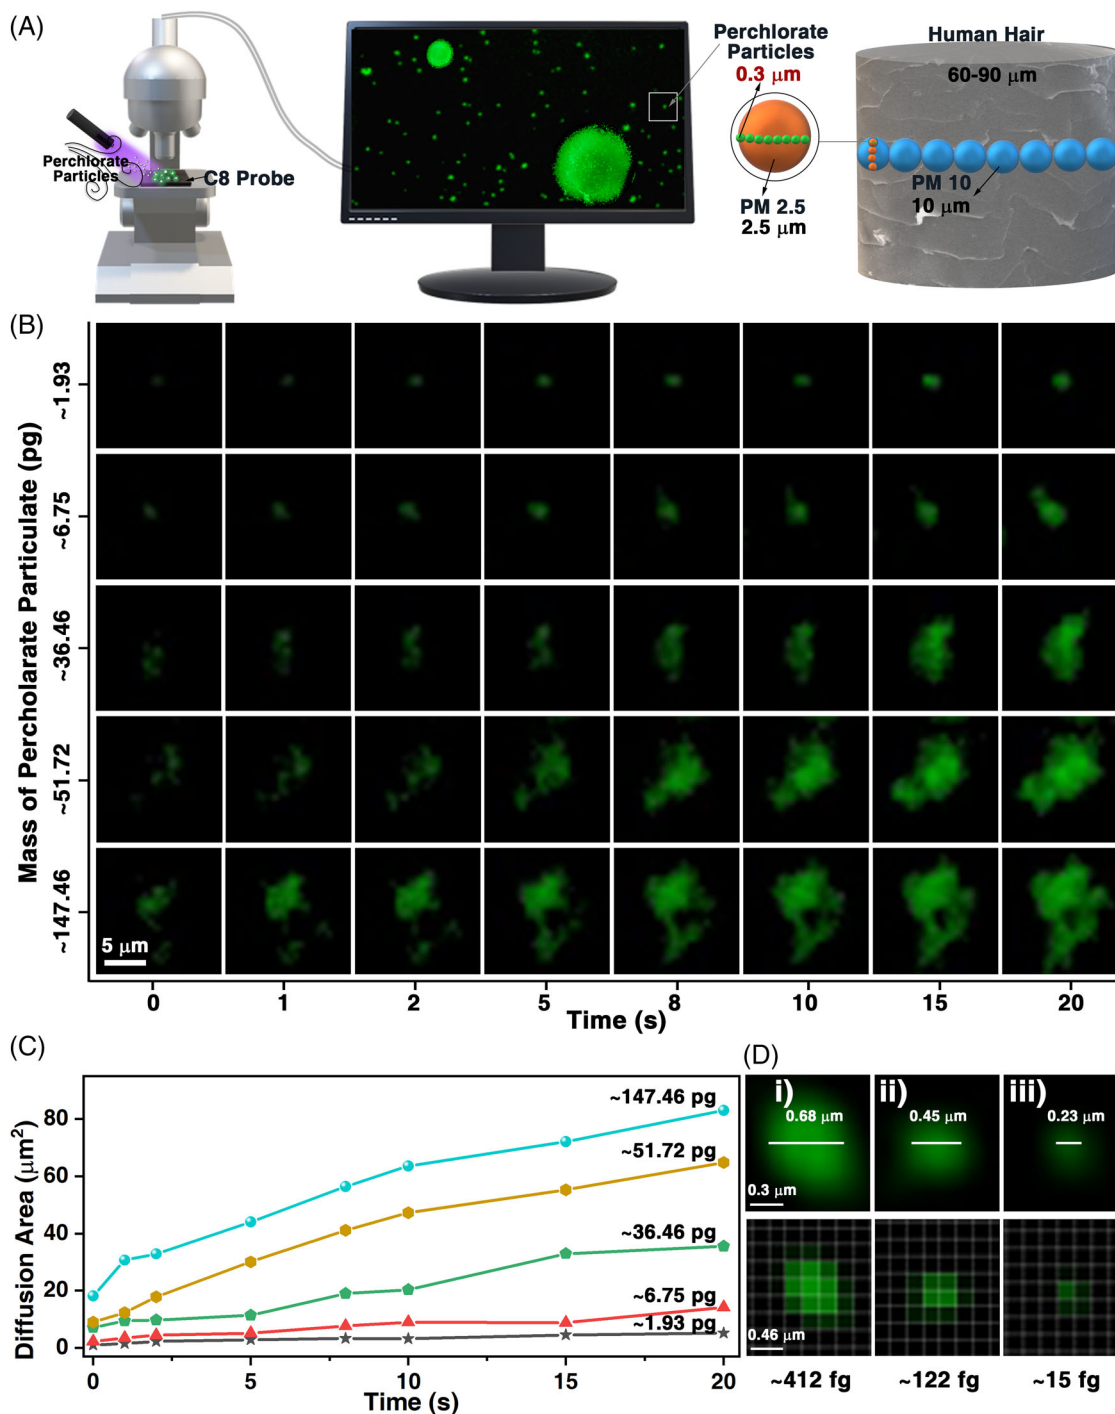 (A)
Perchlorate
Particles
C8 Probe
Perchlorate
Particles
0.3 μm
PM 2.5
2.5 μm
Human Hair
60-90 μm
PM 10
10 μm
(B)
Mass of Percholarate Particulate (pg)
~1.93
~6.75
~36.46
~51.72
~147.46
5 μm
0 1 2 5 8 10 15 20
Time (s)
(C)
Diffusion Area (μm²)
80
60
40
20
0
~147.46 pg
~51.72 pg
~36.46 pg
~6.75 pg
~1.93 pg
0 5 10 15 20
Time (s)
(D)
i) ii) iii)
0.68 μm 0.45 μm 0.23 μm
0.3 μm
0.46 μm
~412 fg ~122 fg ~15 fg